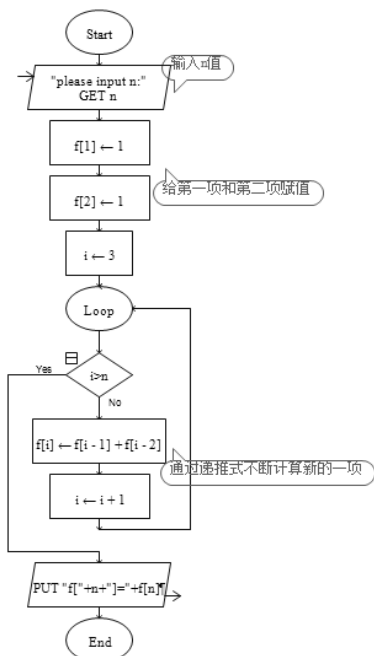 Start
输入n值
"please input n:"
GET n
f[1] ← 1
f[2] ← 1
给第一项和第二项赋值
i ← 3
Loop
Yes
i>n
No
f[i] ← f[i - 1] + f[i - 2]
通过递推式不断计算新的一项
i ← i + 1
PUT "f["+n+"]="+f[n]¶
End